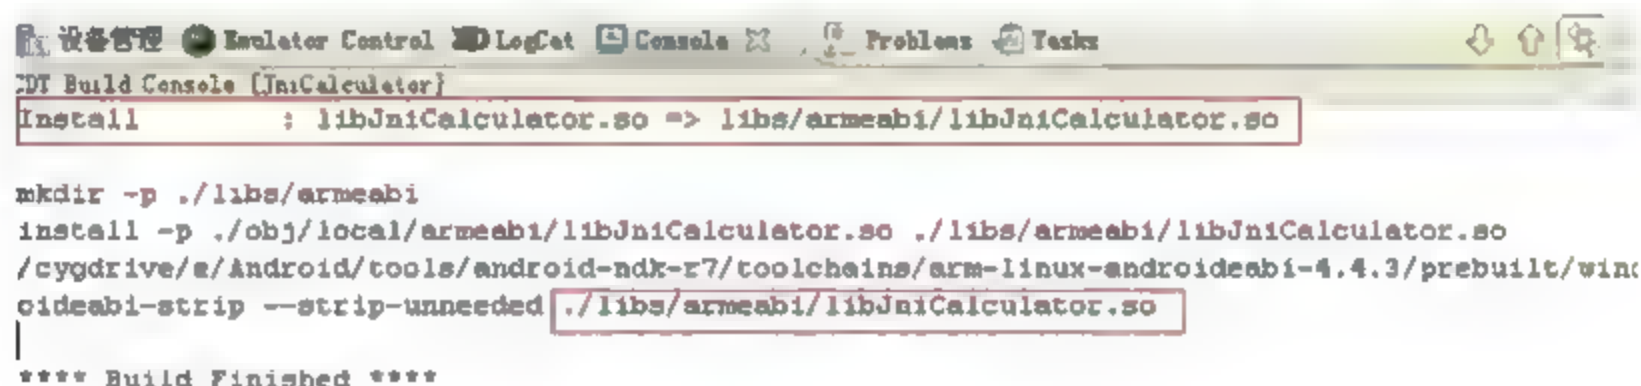 设备管理 Emulator Control LogCat Console Problems Tasks
CDT Build Console [JniCalculator]
Install : libJniCalculator.so => libs/armeabi/libJniCalculator.so
mkdir -p ./libs/armeabi
install -p ./obj/local/armeabi/libJniCalculator.so ./libs/armeabi/libJniCalculator.so
/cygdrive/e/Android/tools/android-ndk-r7/toolchains/arm-linux-androideabi-4.4.3/prebuilt/win
oideabi-strip --strip-unneeded ./libs/armeabi/libJniCalculator.so
**** Build Finished ****